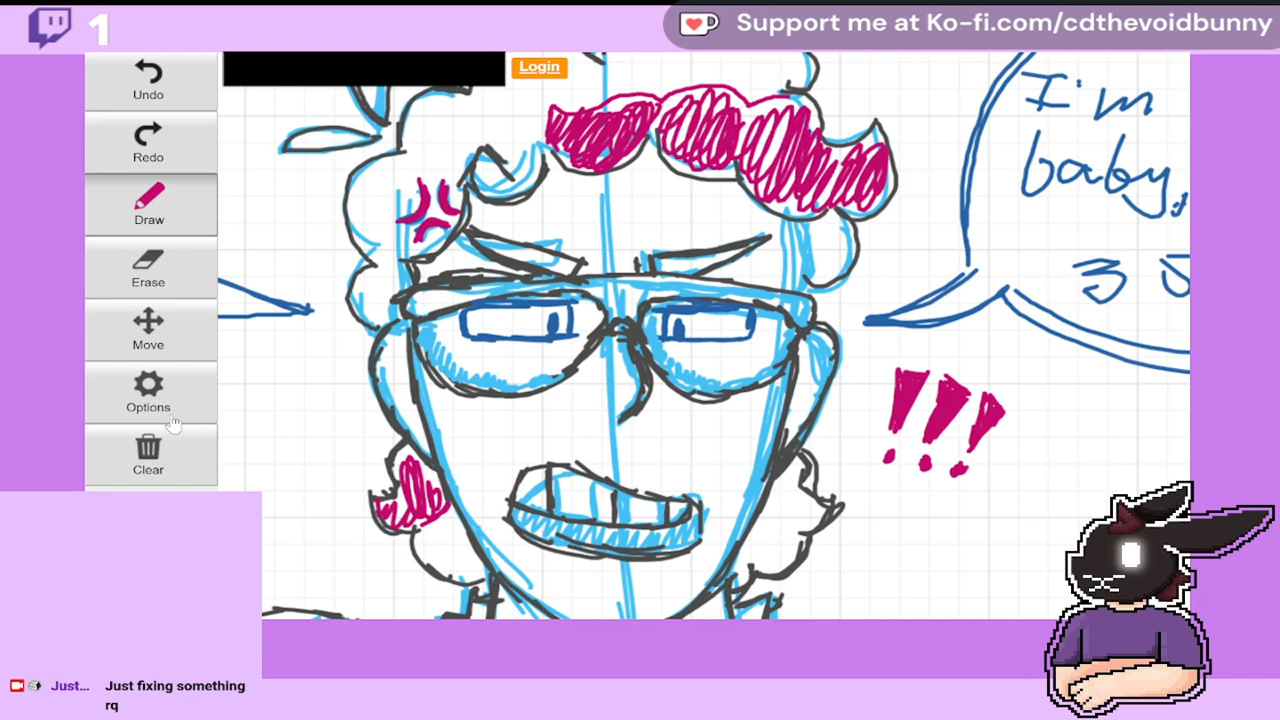 1
Support me at Ko-fi.com/cdthevoidbunny
Undo
Login
Redo
Draw
Erase
Move
Options
Clear
I'm
baby,
3
!!!
Just... Just fixing something
rq